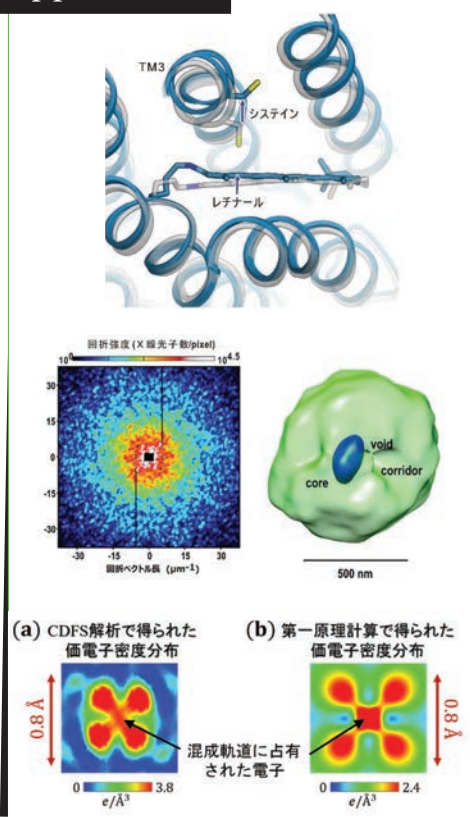 TM3
システイン
レチナール
回折強度 (X 線光子数/pixel)
10⁰
10⁴·⁵
30
15
0
-15
-30
-30
-15
0
15
30
回折ベクトル長 (μm⁻¹)
void
corridor
core
500 nm
(a) CDFS解析で得られた
価電子密度分布
(b) 第一原理計算で得られた
価電子密度分布
0.8 Å
0.8 Å
混成軌道に占有
された電子
0
3.8
e/Å³
0
2.4
e/Å³